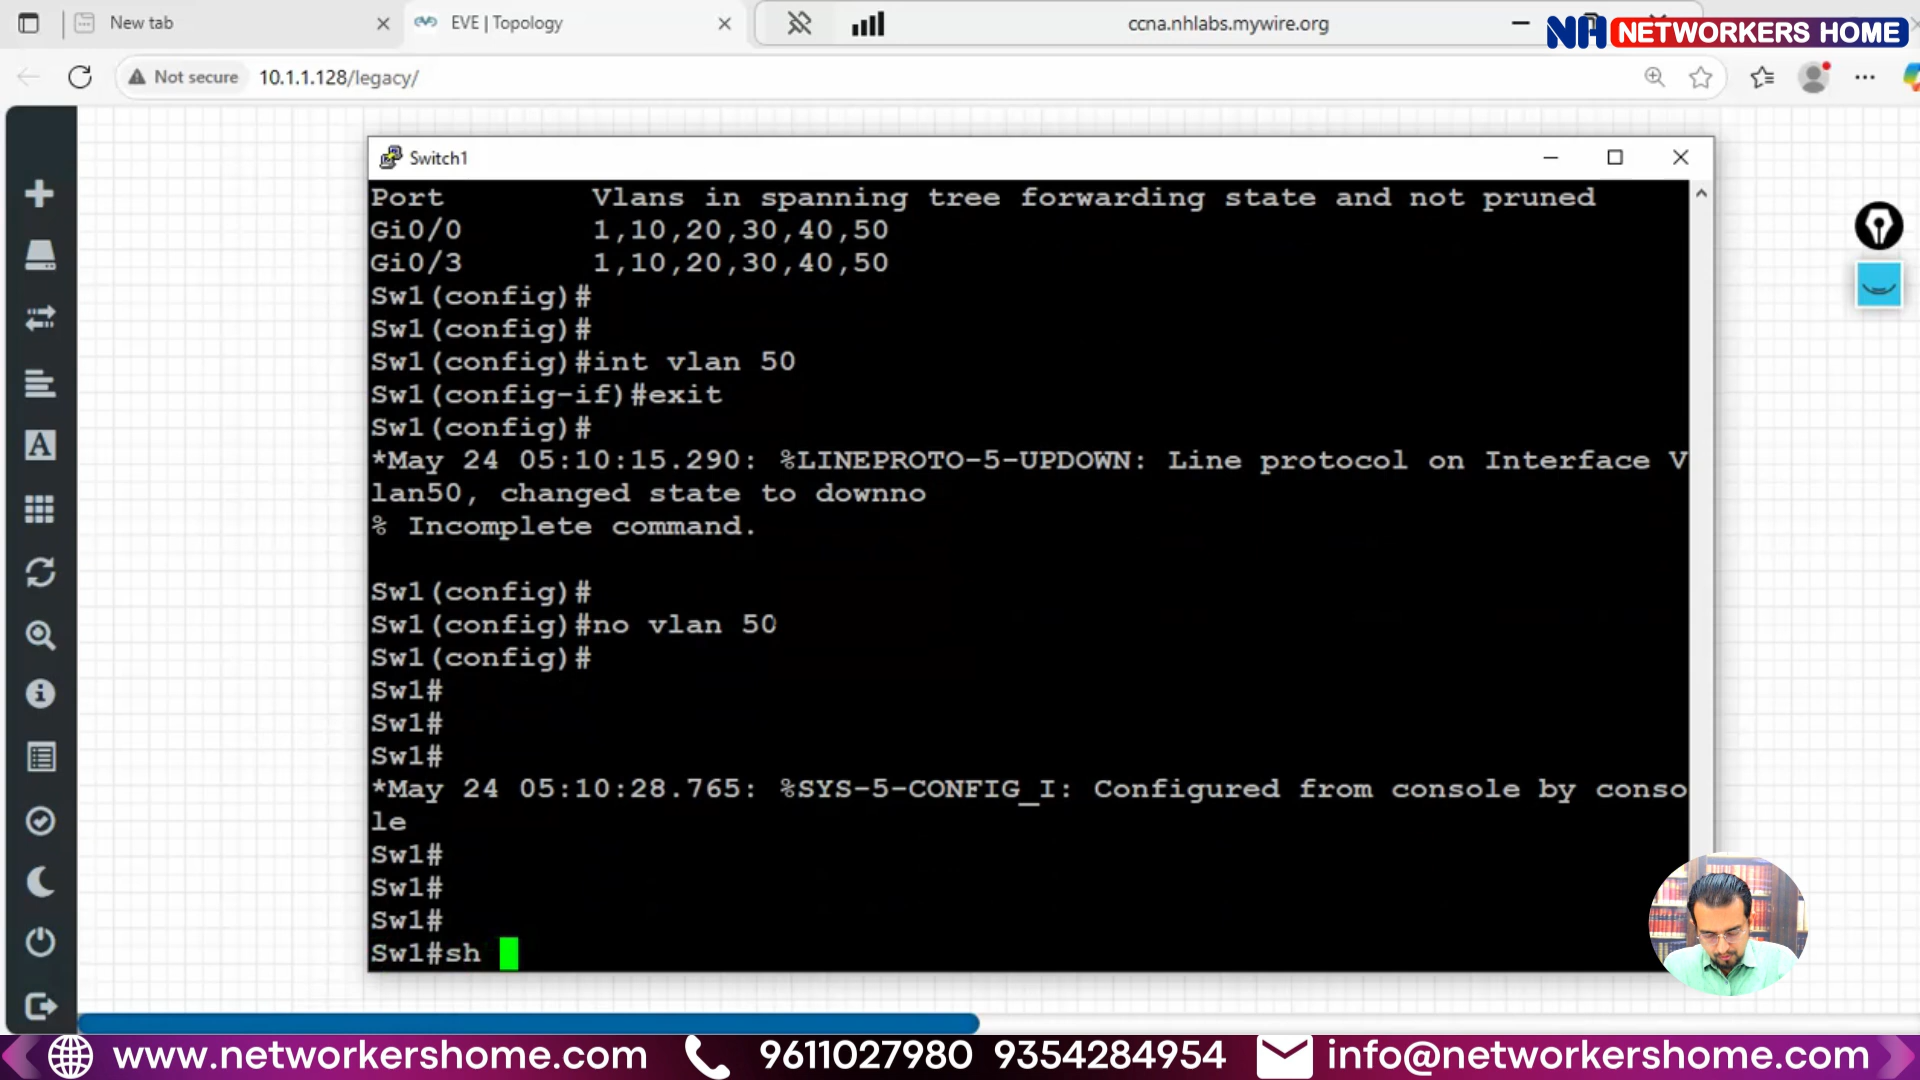 New tab
EVE | Topology
ccna.nhlabs.mywire.org
NH NETWORKERS HOME
Not secure 10.1.1.128/legacy/
Switch1
Port Vlans in spanning tree forwarding state and not pruned
Gi0/0 1,10,20,30,40,50
Gi0/3 1,10,20,30,40,50
Sw1(config)#
Sw1(config)#
Sw1(config)#int vlan 50
Sw1(config-if)#exit
Sw1(config)#
*May 24 05:10:15.290: %LINEPROTO-5-UPDOWN: Line protocol on Interface V
lan50, changed state to downno
% Incomplete command.
Sw1(config)#
Sw1(config)#no vlan 50
Sw1(config)#
Sw1#
Sw1#
Sw1#
*May 24 05:10:28.765: %SYS-5-CONFIG_I: Configured from console by conso
le
Sw1#
Sw1#
Sw1#
Sw1#sh
www.networkershome.com 9611027980 9354284954 info@networkershome.com